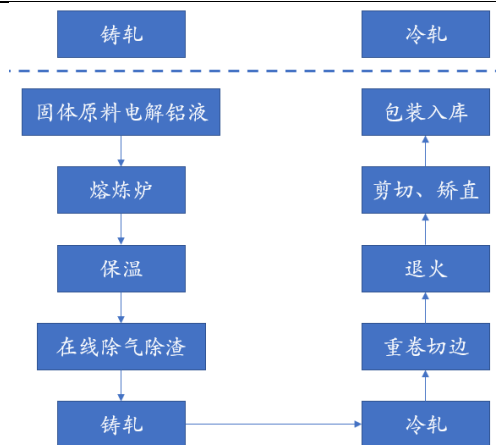 铸轧
冷轧
固体原料电解铝液
包装入库
熔炼炉
剪切、矫直
保温
退火
在线除气除渣
重卷切边
铸轧
冷轧